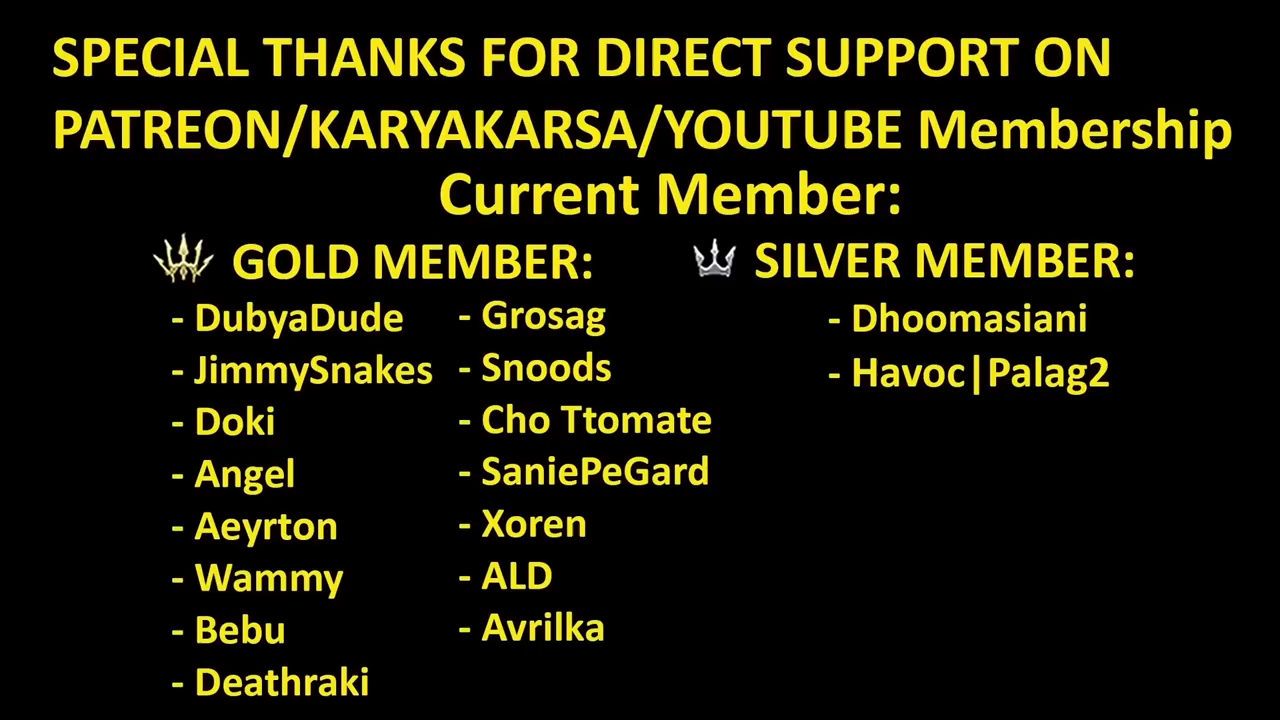 SPECIAL THANKS FOR DIRECT SUPPORT ON
PATREON/KARYAKARSA/YOUTUBE Membership
Current Member:
GOLD MEMBER:
- DubyaDude
- JimmySnakes
- Doki
- Angel
- Aeyrton
- Wammy
- Bebu
- Deathraki
- Grosag
- Snoods
- Cho Ttomate
- SaniePeGard
- Xoren
- ALD
- Avrilka
SILVER MEMBER:
- Dhoomasiani
- Havoc|Palag2